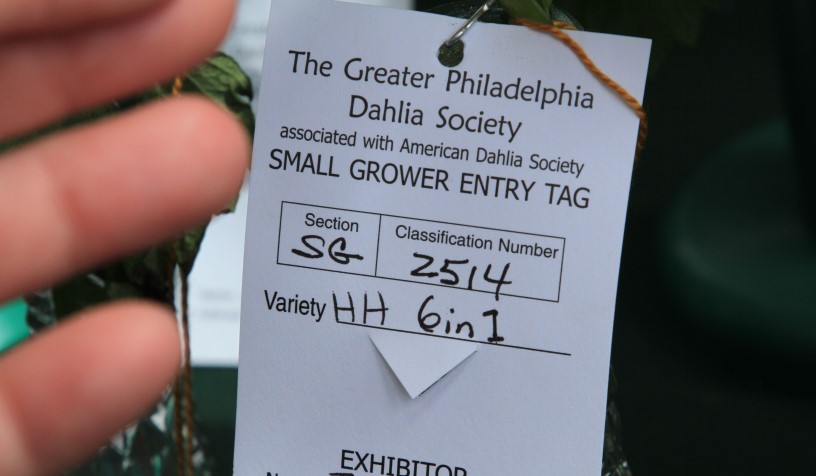 The Greater Philadelphia
Dahlia Society
associated with American Dahlia Society
SMALL GROWER ENTRY TAG
Section Classification Number
SG 2514
Variety HH 6in1
EXHIBITOR